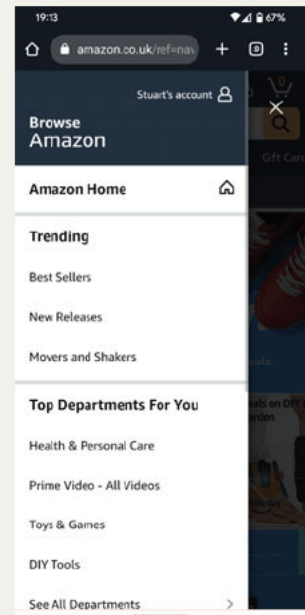 19:13
67%
amazon.co.uk/ref=nav
Stuart's account
Browse
Amazon
Gift Car
Amazon Home
Trending
Best Sellers
New Releases
Movers and Shakers
eals
Top Departments For You
Health & Personal Care
Prime Video - All Videos
Toys & Games
DIY Tools
See All Departments